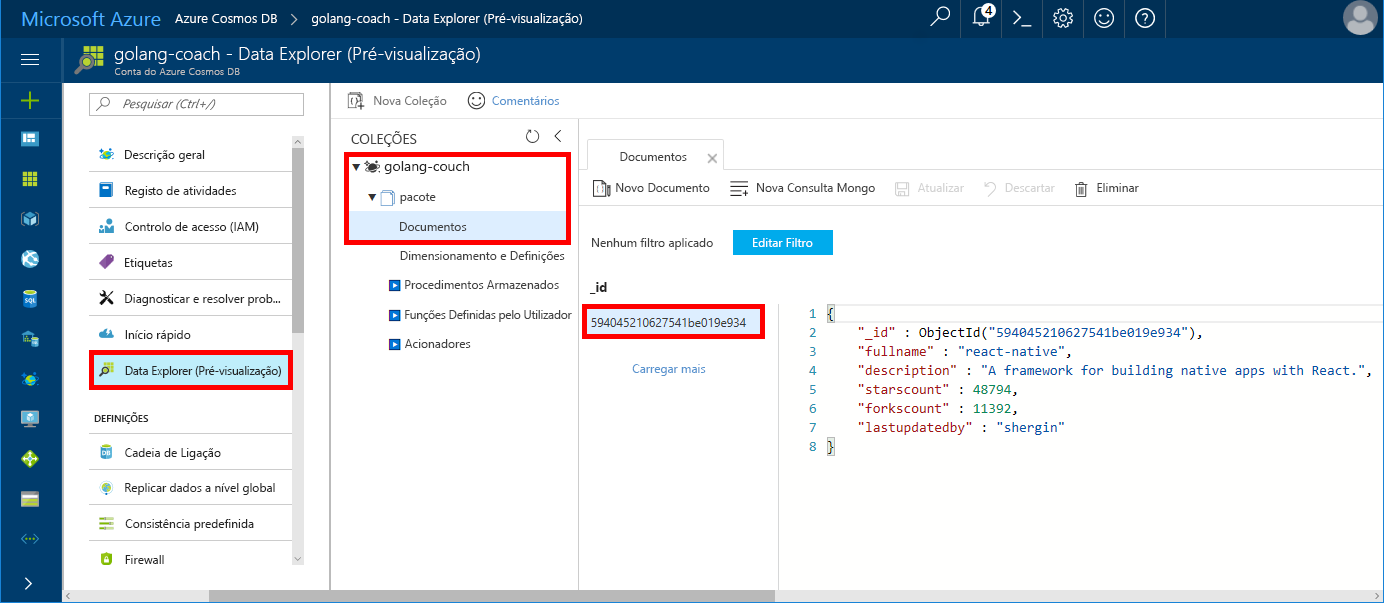 Microsoft Azure Azure Cosmos DB > golang-coach - Data Explorer (Pré-visualização) 4
golang-coach - Data Explorer (Pré-visualização)
Conta do Azure Cosmos DB
Pesquisar (Ctrl+/)
Descrição geral
Registo de atividades
Controlo de acesso (IAM)
Etiquetas
Diagnosticar e resolver prob...
Início rápido
Data Explorer (Pré-visualização)
DEFINIÇÕES
Cadeia de Ligação
Replicar dados a nível global
Consistência predefinida
Firewall
Nova Coleção Comentários
COLEÇÕES
golang-couch
pacote
Documentos
Dimensionamento e Definições
Procedimentos Armazenados
Funções Definidas pelo Utilizador
Acionadores
Documentos
Novo Documento Nova Consulta Mongo Atualizar Descartar Eliminar
Nenhum filtro aplicado Editar Filtro
_id
594045210627541be019e934
Carregar mais
1 {
2 "_id" : ObjectId("594045210627541be019e934"),
3 "fullname" : "react-native",
4 "description" : "A framework for building native apps with React.",
5 "starscount" : 48794,
6 "forkscount" : 11392,
7 "lastupdatedby" : "shergin"
8 }